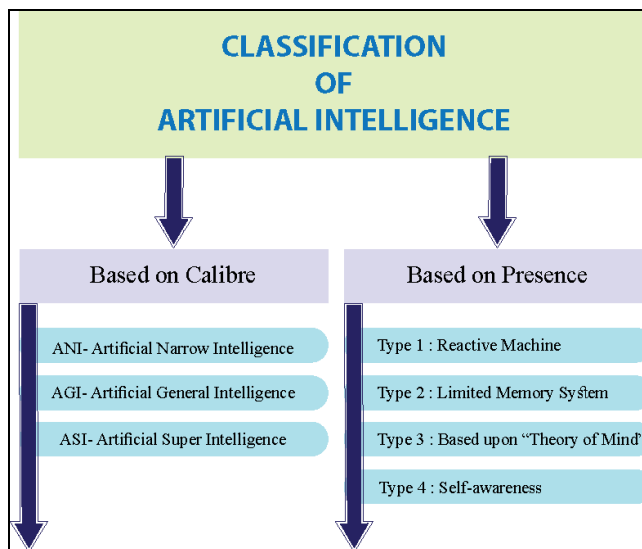 CLASSIFICATION
OF
ARTIFICIAL INTELLIGENCE
Based on Calibre
ANI- Artificial Narrow Intelligence
AGI- Artificial General Intelligence
ASI- Artificial Super Intelligence
Based on Presence
Type 1 : Reactive Machine
Type 2 : Limited Memory System
Type 3 : Based upon “Theory of Mind”
Type 4 : Self-awareness